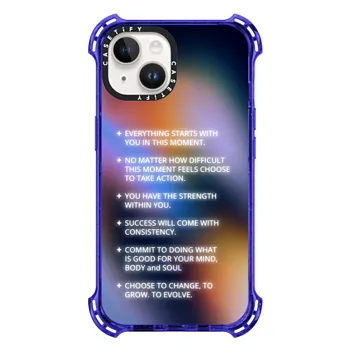 CASETiFY
CASETiFY
+ EVERYTHING STARTS WITH
YOU IN THIS MOMENT.
+ NO MATTER HOW DIFFICULT
THIS MOMENT FEELS CHOOSE
TO TAKE ACTION.
+ YOU HAVE THE STRENGTH
WITHIN YOU.
+ SUCCESS WILL COME WITH
CONSISTENCY.
+ COMMIT TO DOING WHAT
IS GOOD FOR YOUR MIND,
BODY and SOUL
+ CHOOSE TO CHANGE, TO
GROW. TO EVOLVE.